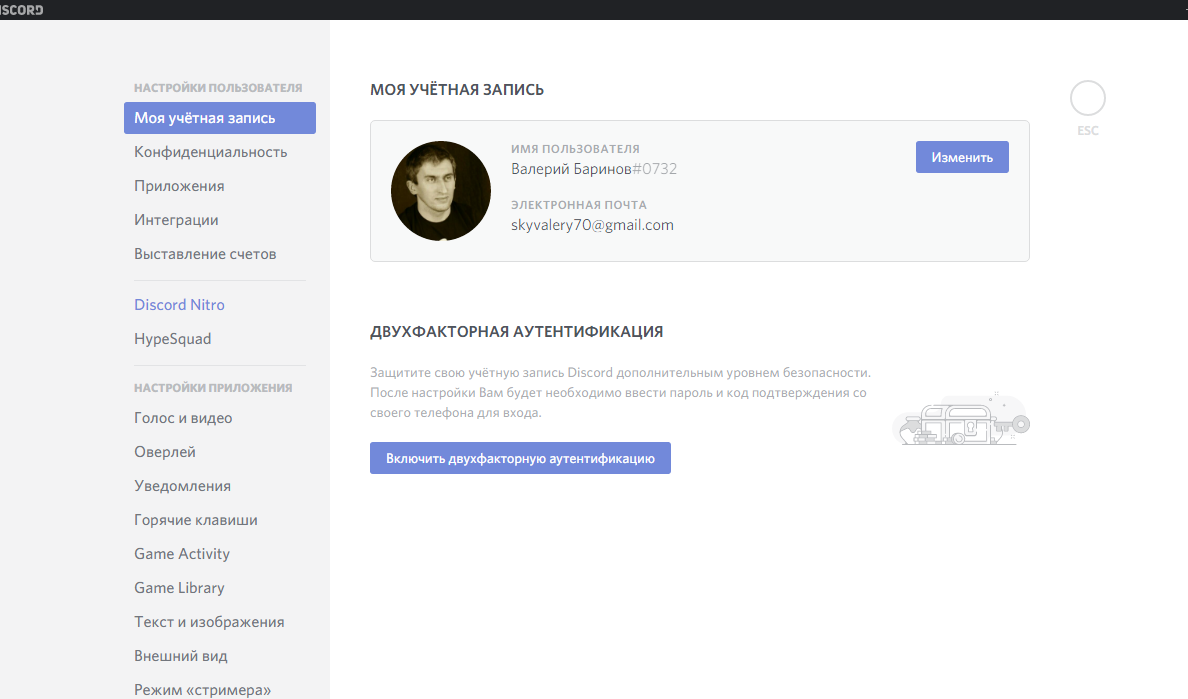 DISCORD
НАСТРОЙКИ ПОЛЬЗОВАТЕЛЯ
Моя учётная запись
Конфиденциальность
Приложения
Интеграции
Выставление счетов
Discord Nitro
HypeSquad
НАСТРОЙКИ ПРИЛОЖЕНИЯ
Голос и видео
Оверлей
Уведомления
Горячие клавиши
Game Activity
Game Library
Текст и изображения
Внешний вид
Режим «стримера»
МОЯ УЧЁТНАЯ ЗАПИСЬ
ИМЯ ПОЛЬЗОВАТЕЛЯ
Валерий Баринов#0732
ЭЛЕКТРОННАЯ ПОЧТА
skyvalery70@gmail.com
Изменить
ESC
ДВУХФАКТОРНАЯ АУТЕНТИФИКАЦИЯ
Защитите свою учётную запись Discord дополнительным уровнем безопасности.
После настройки Вам будет необходимо ввести пароль и код подтверждения со
своего телефона для входа.
Включить двухфакторную аутентификацию